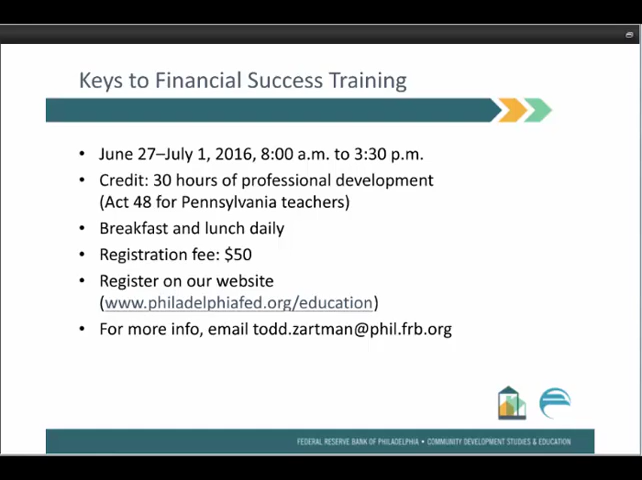 Keys to Financial Success Training
• June 27–July 1, 2016, 8:00 a.m. to 3:30 p.m.
• Credit: 30 hours of professional development
(Act 48 for Pennsylvania teachers)
• Breakfast and lunch daily
• Registration fee: $50
• Register on our website
(www.philadelphiafed.org/education)
• For more info, email todd.zartman@phil.frb.org
FEDERAL RESERVE BANK OF PHILADELPHIA • COMMUNITY DEVELOPMENT STUDIES & EDUCATION